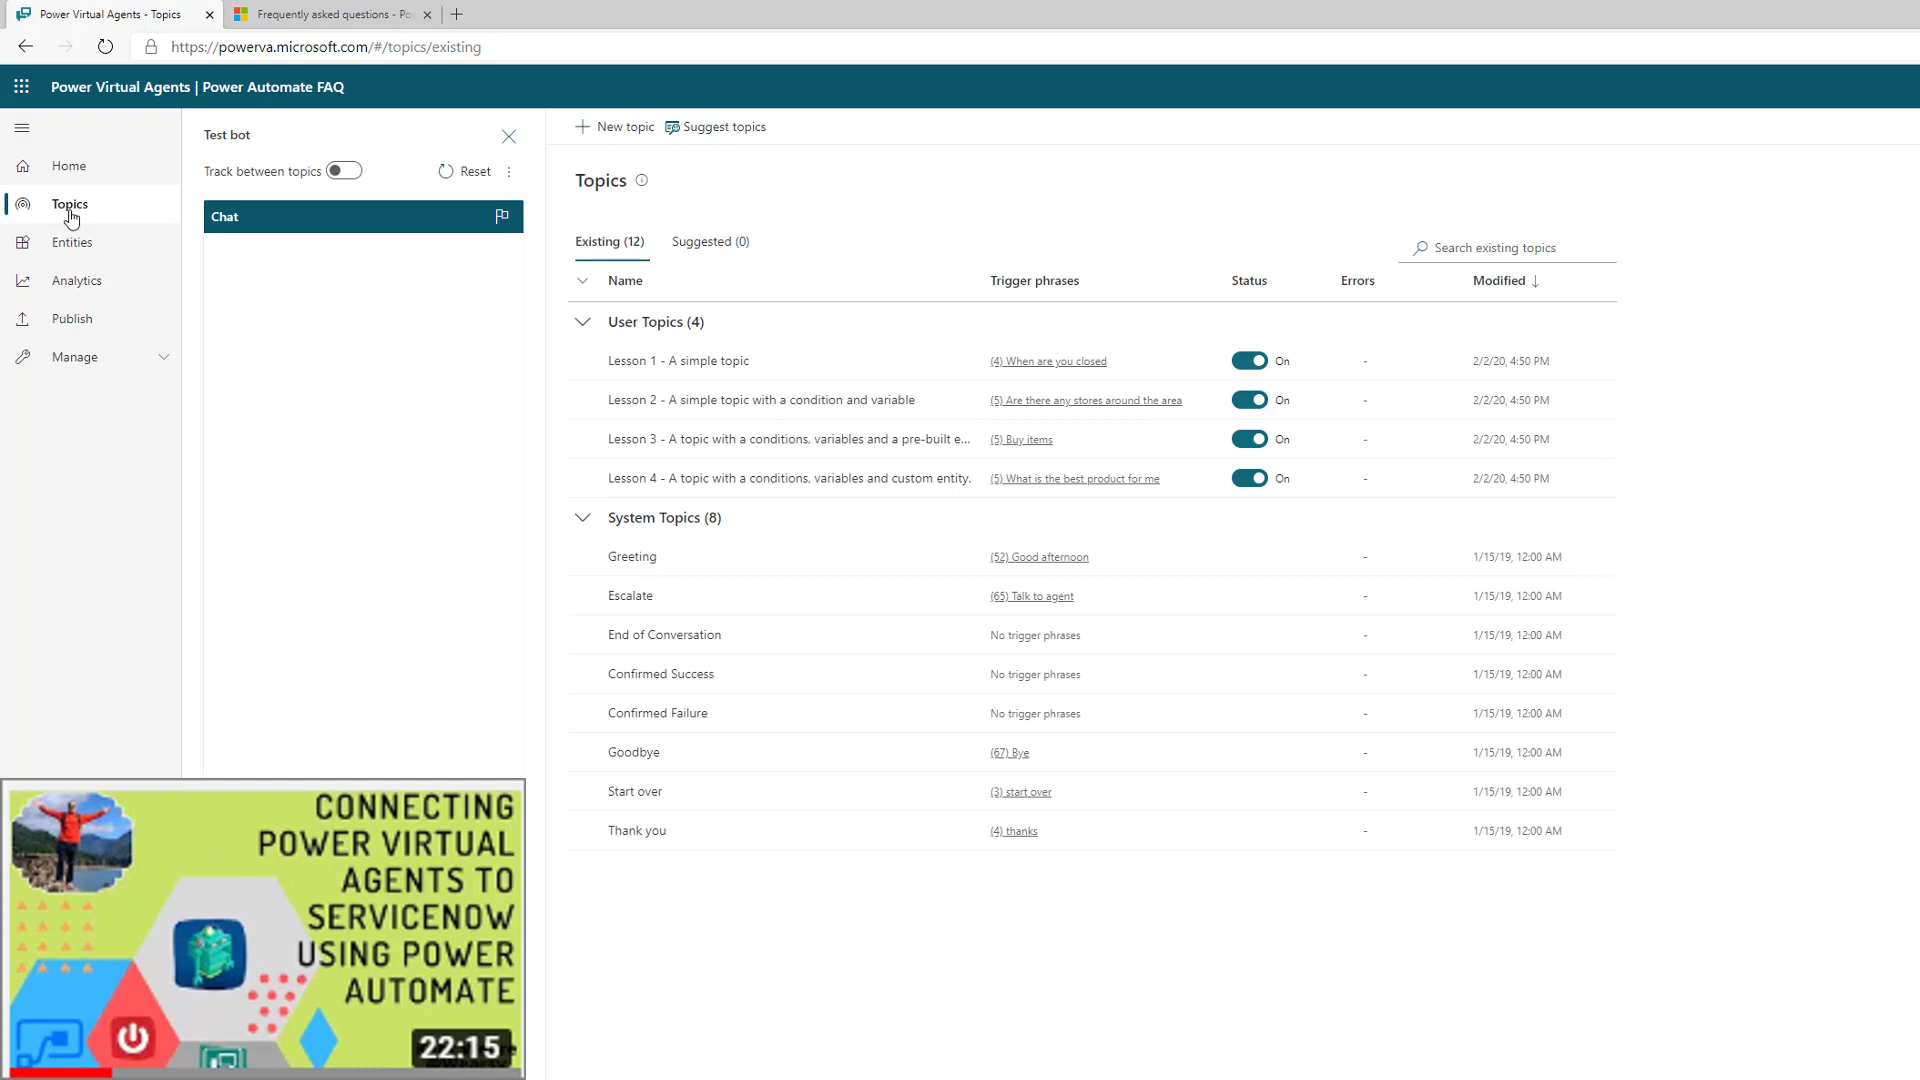 Power Virtual Agents - Topics
Frequently asked questions - Po
https://powerva.microsoft.com/#/topics/existing
Power Virtual Agents | Power Automate FAQ
Home
Topics
Entities
Analytics
Publish
Manage
Test bot
Track between topics
Reset
Chat
New topic
Suggest topics
Topics
Existing (12)
Suggested (0)
Search existing topics
Name
Trigger phrases
Status
Errors
Modified
User Topics (4)
Lesson 1 - A simple topic
(4) When are you closed
On
-
2/2/20, 4:50 PM
Lesson 2 - A simple topic with a condition and variable
(5) Are there any stores around the area
On
-
2/2/20, 4:50 PM
Lesson 3 - A topic with a conditions, variables and a pre-built e...
(5) Buy items
On
-
2/2/20, 4:50 PM
Lesson 4 - A topic with a conditions, variables and custom entity.
(5) What is the best product for me
On
-
2/2/20, 4:50 PM
System Topics (8)
Greeting
(52) Good afternoon
-
1/15/19, 12:00 AM
Escalate
(65) Talk to agent
-
1/15/19, 12:00 AM
End of Conversation
No trigger phrases
-
1/15/19, 12:00 AM
Confirmed Success
No trigger phrases
-
1/15/19, 12:00 AM
Confirmed Failure
No trigger phrases
-
1/15/19, 12:00 AM
Goodbye
(67) Bye
-
1/15/19, 12:00 AM
Start over
(3) start over
-
1/15/19, 12:00 AM
Thank you
(4) thanks
-
1/15/19, 12:00 AM
CONNECTING
POWER VIRTUAL
AGENTS TO
SERVICENOW
USING POWER
AUTOMATE
22:15